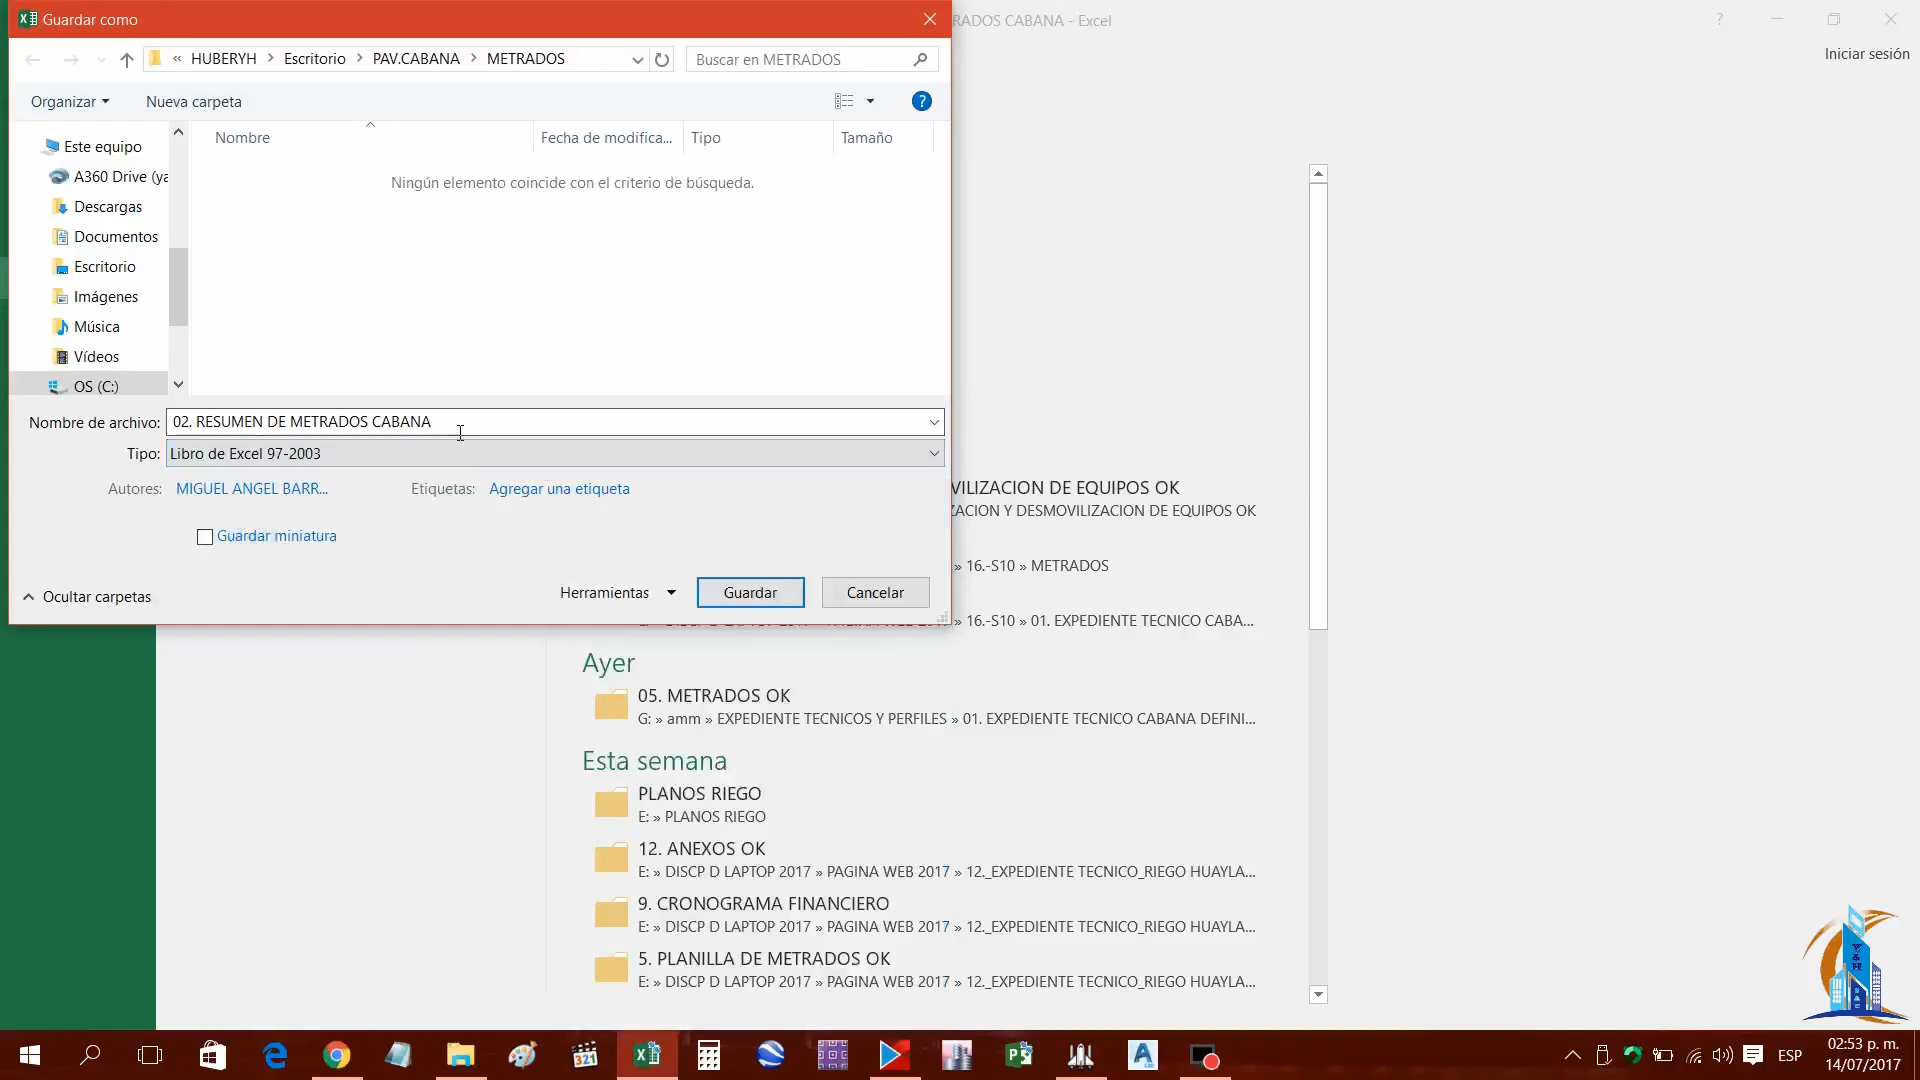 Guardar como
RADOS CABANA - Excel
?
Iniciar sesión
« HUBERYH > Escritorio > PAV.CABANA > METRADOS
Buscar en METRADOS
Organizar
Nueva carpeta
?
Este equipo
A360 Drive (ya
Descargas
Documentos
Escritorio
Imágenes
Música
Vídeos
OS (C:)
Nombre
Fecha de modifica...
Tipo
Tamaño
Ningún elemento coincide con el criterio de búsqueda.
Nombre de archivo: 02. RESUMEN DE METRADOS CABANA
Tipo: Libro de Excel 97-2003
Autores: MIGUEL ANGEL BARR...
Etiquetas: Agregar una etiqueta
Guardar miniatura
Ocultar carpetas
Herramientas
Guardar
Cancelar
VILIZACION DE EQUIPOS OK
ZACION Y DESMOVILIZACION DE EQUIPOS OK
» 16.-S10 » METRADOS
» 16.-S10 » 01. EXPEDIENTE TECNICO CABA...
Ayer
05. METRADOS OK
G: » amm » EXPEDIENTE TECNICOS Y PERFILES » 01. EXPEDIENTE TECNICO CABANA DEFINI...
Esta semana
PLANOS RIEGO
E: » PLANOS RIEGO
12. ANEXOS OK
E: » DISCP D LAPTOP 2017 » PAGINA WEB 2017 » 12._EXPEDIENTE TECNICO_RIEGO HUAYLA...
9. CRONOGRAMA FINANCIERO
E: » DISCP D LAPTOP 2017 » PAGINA WEB 2017 » 12._EXPEDIENTE TECNICO_RIEGO HUAYLA...
5. PLANILLA DE METRADOS OK
E: » DISCP D LAPTOP 2017 » PAGINA WEB 2017 » 12._EXPEDIENTE TECNICO_RIEGO HUAYLA...
321
ESP
02:53 p. m.
14/07/2017